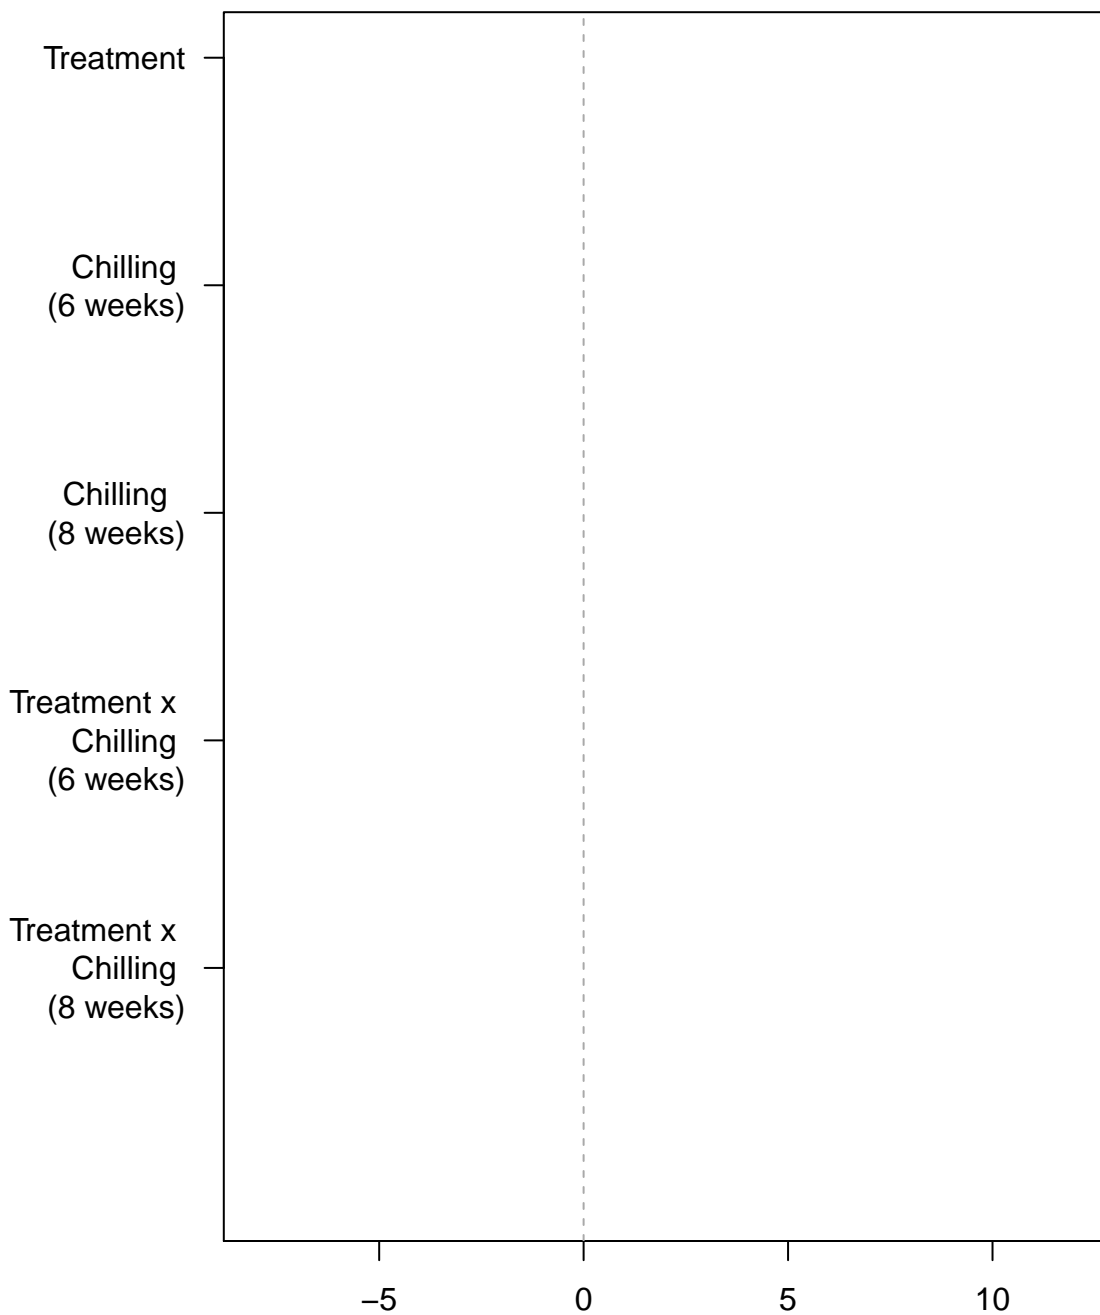 Treatment
Chilling
(6 weeks)
Chilling
(8 weeks)
Treatment x
Chilling
(6 weeks)
Treatment x
Chilling
(8 weeks)
−5 0 5 10